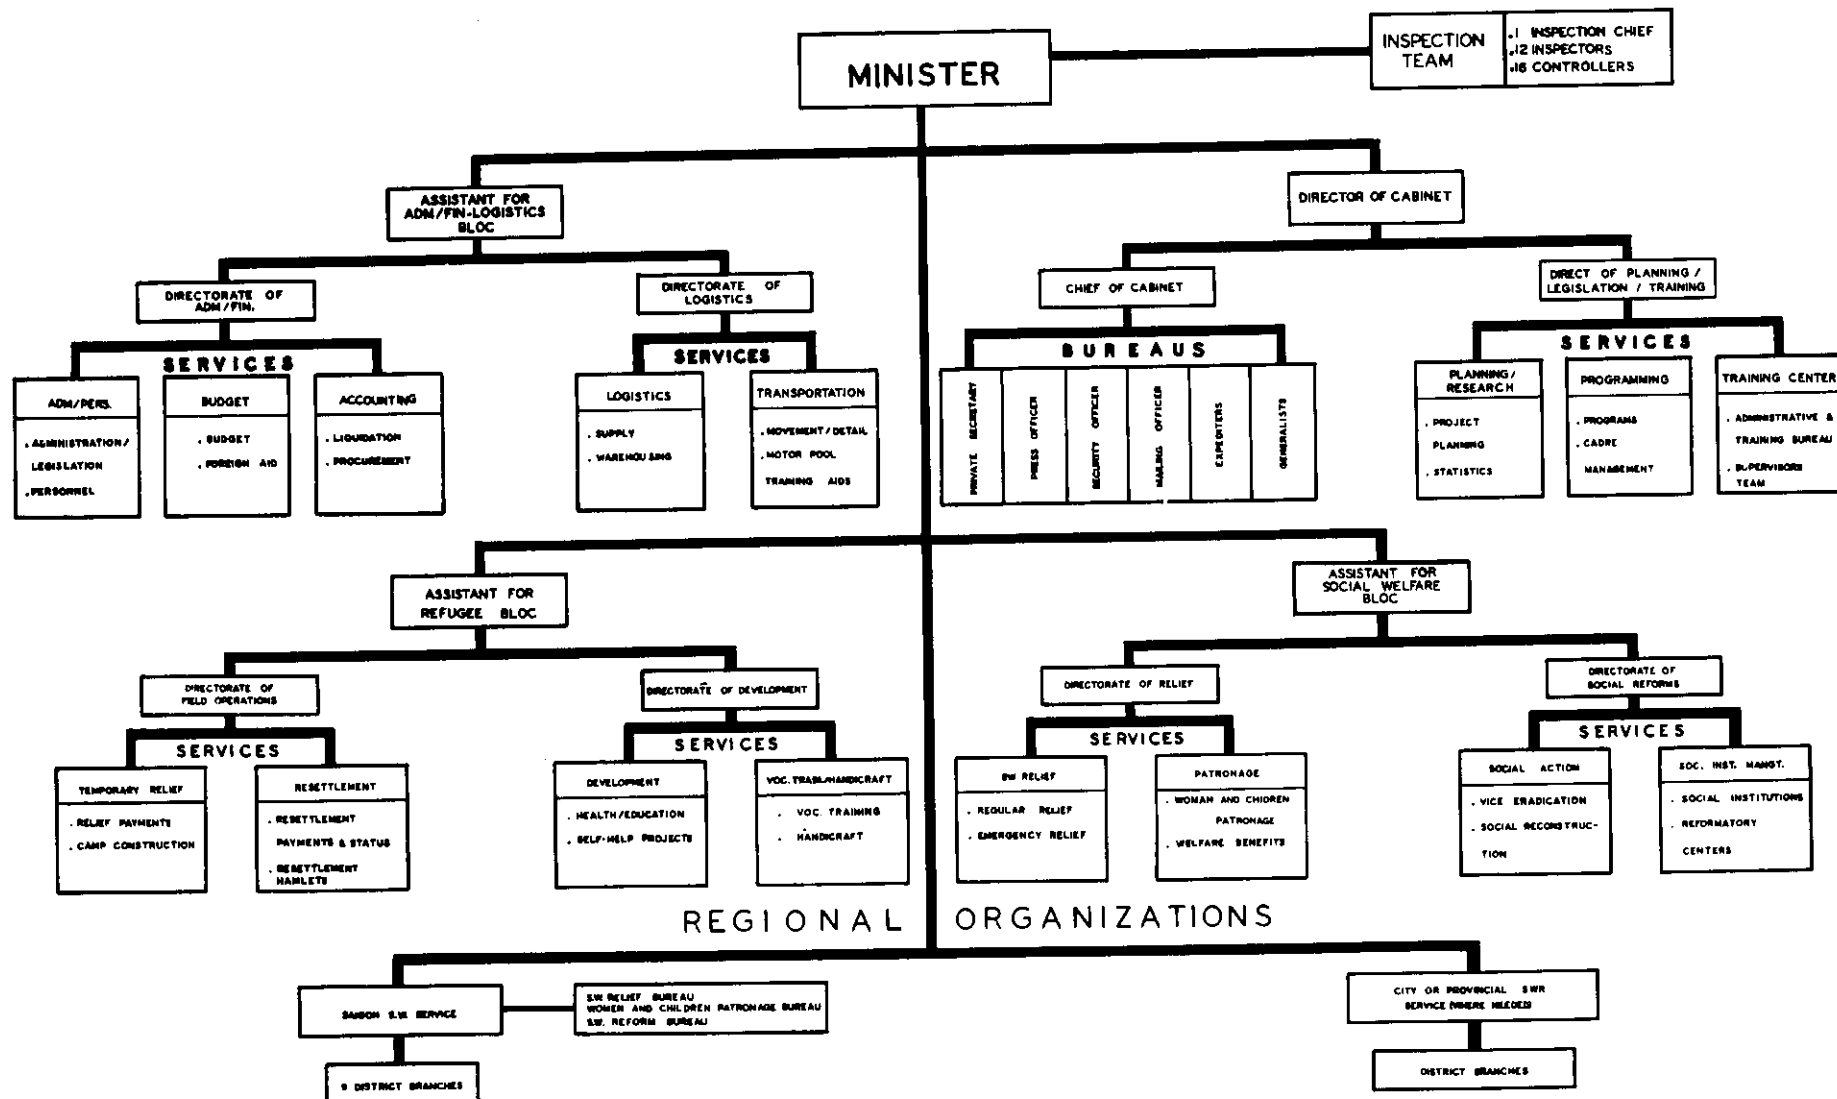 MINISTER
INSPECTION
TEAM
.1 INSPECTION CHIEF
.12 INSPECTORS
.16 CONTROLLERS
ASSISTANT FOR
ADM/FIN-LOGISTICS
BLOC
DIRECTOR OF CABINET
DIRECTORATE OF
ADM/FIN.
DIRECTORATE OF
LOGISTICS
CHIEF OF CABINET
DIRECT OF PLANNING /
LEGISLATION / TRAINING
SERVICES
ADM/PERS.
. ADMINISTRATION/
LEGISLATION
. PERSONNEL
BUDGET
. BUDGET
. FOREIGN AID
ACCOUNTING
. LIQUIDATION
. PROCUREMENT
SERVICES
LOGISTICS
. SUPPLY
. WAREHOUSING
TRANSPORTATION
. MOVEMENT/DETAIL
. MOTOR POOL
TRAINING AIDS
BUREAUS
PRIVATE SECRETARY
PRESS OFFICER
SECURITY OFFICER
MAILING OFFICER
EXPEDITERS
GENERALISTS
SERVICES
PLANNING/
RESEARCH
. PROJECT
PLANNING
. STATISTICS
PROGRAMMING
. PROGRAMS
. CADRE
MANAGEMENT
TRAINING CENTER
. ADMINISTRATIVE &
TRAINING BUREAU
. SUPERVISORS
TEAM
ASSISTANT FOR
REFUGEE BLOC
ASSISTANT FOR
SOCIAL WELFARE
BLOC
DIRECTORATE OF
FIELD OPERATIONS
DIRECTORATE OF DEVELOPMENT
DIRECTORATE OF RELIEF
DIRECTORATE OF
SOCIAL REFORMS
SERVICES
TEMPORARY RELIEF
. RELIEF PAYMENTS
. CAMP CONSTRUCTION
RESETTLEMENT
. RESETTLEMENT
PAYMENTS & STATUS
. RESETTLEMENT
HAMLETS
SERVICES
DEVELOPMENT
. HEALTH/EDUCATION
. SELF-HELP PROJECTS
VOC. TRAIN/HANDICRAFT
. VOC. TRAINING
. HANDICRAFT
SERVICES
SW RELIEF
. REGULAR RELIEF
. EMERGENCY RELIEF
PATRONAGE
. WOMAN AND CHIDREN
PATRONAGE
. WELFARE BENEFITS
SERVICES
SOCIAL ACTION
. VICE ERADICATION
. SOCIAL RECONSTRUC-
TION
SOC. INST. MANGT.
. SOCIAL INSTITUTIONS
. REFORMATORY
CENTERS
REGIONAL ORGANIZATIONS
SAIGON S.W. SERVICE
S.W RELIEF BUREAU
WOMEN AND CHILDREN PATRONAGE BUREAU
S.W. REFORM BUREAU
9 DISTRICT BRANCHES
CITY OR PROVINCIAL SWR
SERVICE (WHERE NEEDED)
DISTRICT BRANCHES